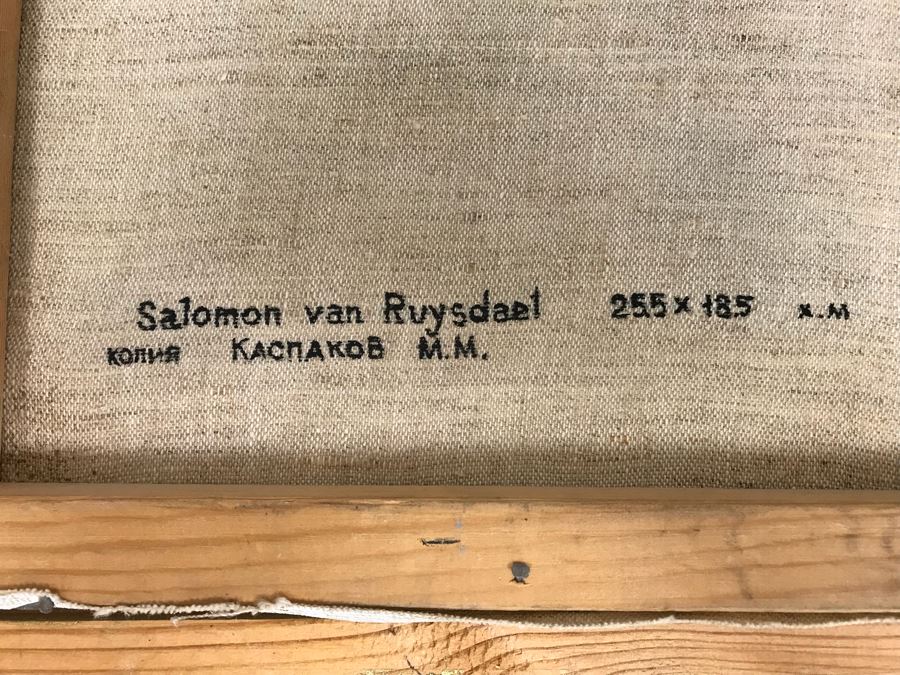 Salomon van Ruysdael 255 × 185 х.м
копия КАСПАКОВ М.М.